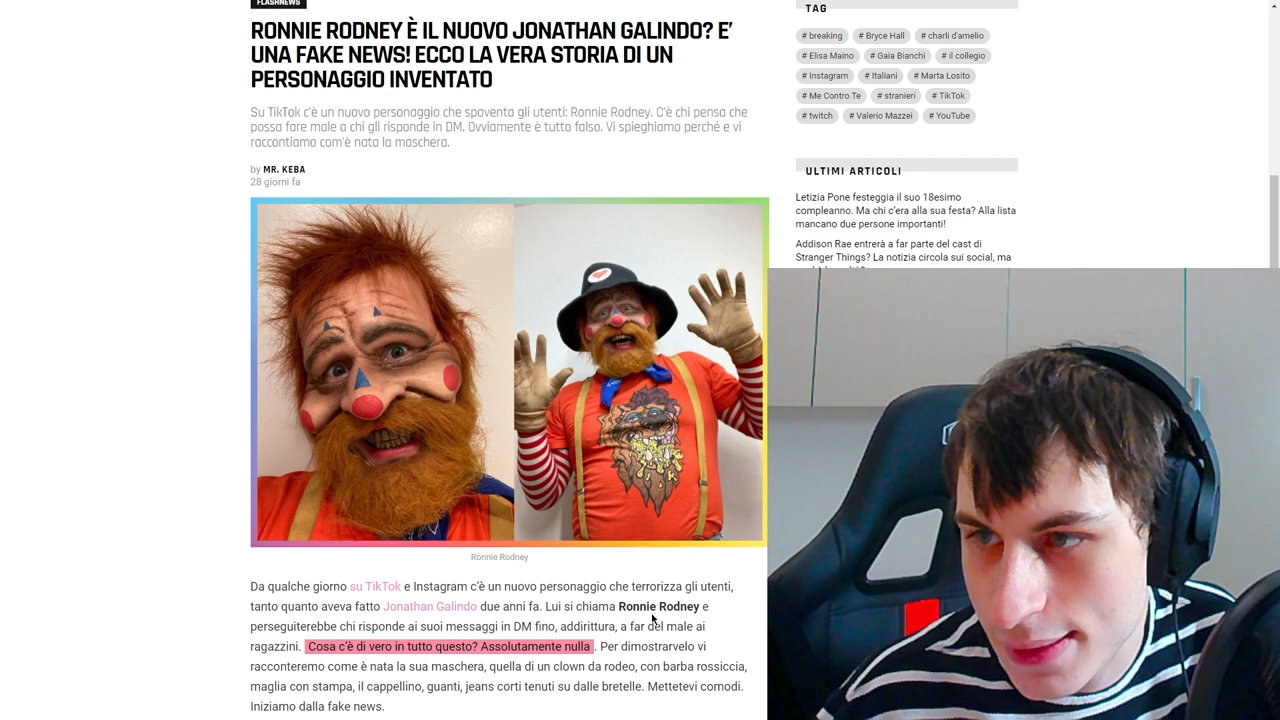 FLASHNEWS
RONNIE RODNEY È IL NUOVO JONATHAN GALINDO? E’
UNA FAKE NEWS! ECCO LA VERA STORIA DI UN
PERSONAGGIO INVENTATO
Su TikTok c’è un nuovo personaggio che spaventa gli utenti: Ronnie Rodney. C’è chi pensa che
possa fare male a chi gli risponde in DM. Ovviamente è tutto falso. Vi spieghiamo perché e vi
raccontiamo com’è nata la maschera.
by MR. KEBA
28 giorni fa
Ronnie Rodney
Da qualche giorno su TikTok e Instagram c’è un nuovo personaggio che terrorizza gli utenti,
tanto quanto aveva fatto Jonathan Galindo due anni fa. Lui si chiama Ronnie Rodney e
perseguiterebbe chi risponde ai suoi messaggi in DM fino, addirittura, a far del male ai
ragazzini. Cosa c’è di vero in tutto questo? Assolutamente nulla. Per dimostrarvelo vi
racconteremo come è nata la sua maschera, quella di un clown da rodeo, con barba rossiccia,
maglia con stampa, il cappellino, guanti, jeans corti tenuti su dalle bretelle. Mettetevi comodi.
Iniziamo dalla fake news.
TAG
# breaking # Bryce Hall # charli d'amelio
# Elisa Maino # Gaia Bianchi # il collegio
# Instagram # Italiani # Marta Losito
# Me Contro Te # stranieri # TikTok
# twitch # Valerio Mazzei # YouTube
ULTIMI ARTICOLI
Letizia Pone festeggia il suo 18esimo
compleanno. Ma chi c’era alla sua festa? Alla lista
mancano due persone importanti!
Addison Rae entrerà a far parte del cast di
Stranger Things? La notizia circola sui social, ma